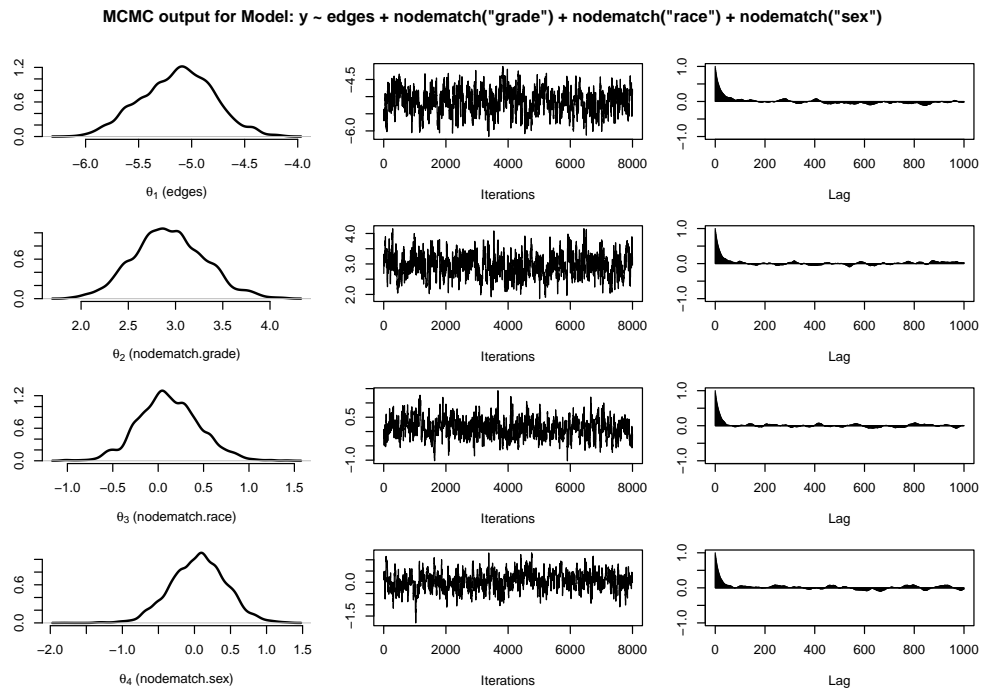 MCMC output for Model: y ~ edges + nodematch("grade") + nodematch("race") + nodematch("sex")
0.0 0.6 1.2
−6.0 −5.5 −5.0 −4.5 −4.0
θ1 (edges)
−6.0 −4.5
0 2000 4000 6000 8000
Iterations
−1.0 0.0 1.0
0 200 400 600 800 1000
Lag
0.0 0.6
2.0 2.5 3.0 3.5 4.0
θ2 (nodematch.grade)
2.0 3.0 4.0
0 2000 4000 6000 8000
Iterations
−1.0 0.0 1.0
0 200 400 600 800 1000
Lag
0.0 0.6 1.2
−1.0 −0.5 0.0 0.5 1.0 1.5
θ3 (nodematch.race)
−1.0 0.5
0 2000 4000 6000 8000
Iterations
−1.0 0.0 1.0
0 200 400 600 800 1000
Lag
0.0 0.6
−2.0 −1.0 0.0 0.5 1.0 1.5
θ4 (nodematch.sex)
−1.5 0.0
0 2000 4000 6000 8000
Iterations
−1.0 0.0 1.0
0 200 400 600 800 1000
Lag